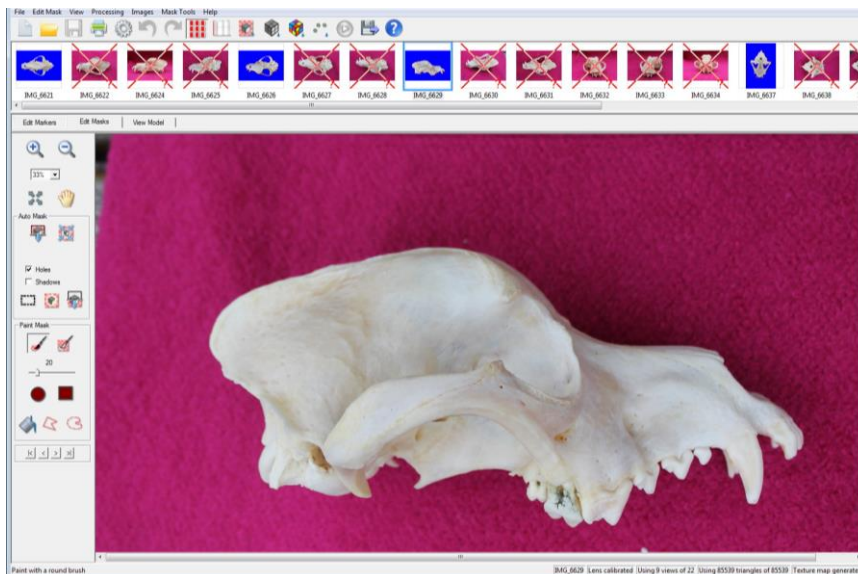 File Edit Mask View Processing Images Mask Tools Help
IMG_6621 IMG_6622 IMG_6624 IMG_6625 IMG_6626 IMG_6627 IMG_6628 IMG_6629 IMG_6630 IMG_6631 IMG_6632 IMG_6633 IMG_6634 IMG_6637 IMG_6638
Edit Markers Edit Masks View Model
33%
Auto Mask
Holes
Shadows
Paint Mask
20
Paint with a round brush
IMG_6629 Lens calibrated Using 9 views of 22 Using 85539 triangles of 85539 Texture map generate